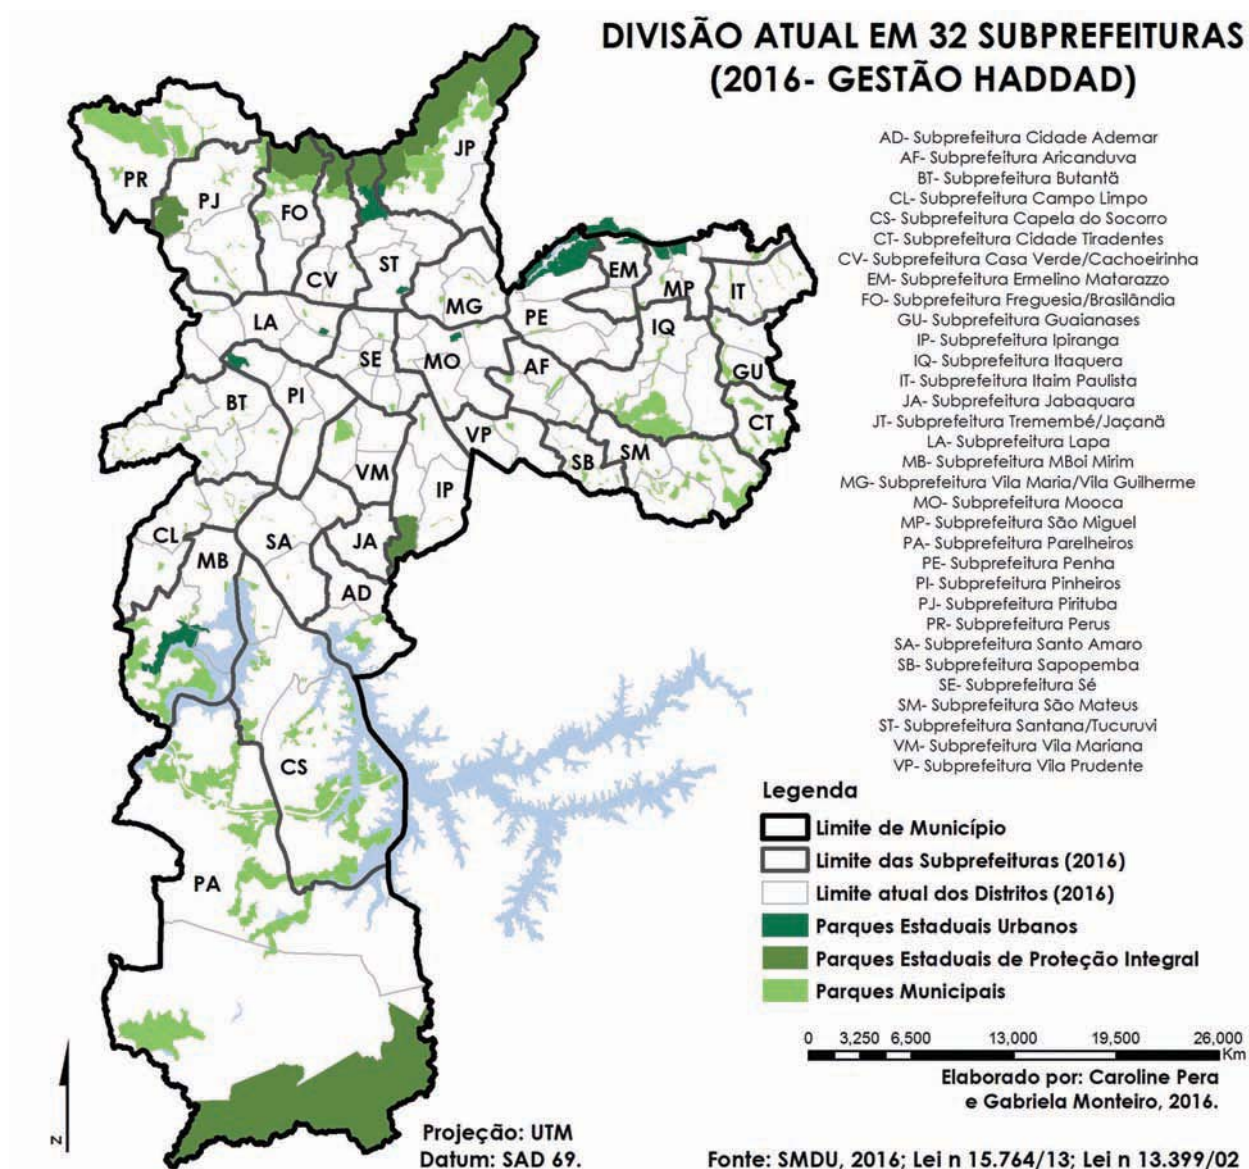 DIVISÃO ATUAL EM 32 SUBPREFEITURAS
(2016- GESTÃO HADDAD)
AD- Subprefeitura Cidade Ademar
AF- Subprefeitura Aricanduva
BT- Subprefeitura Butantã
CL- Subprefeitura Campo Limpo
CS- Subprefeitura Capela do Socorro
CT- Subprefeitura Cidade Tiradentes
CV- Subprefeitura Casa Verde/Cachoeirinha
EM- Subprefeitura Ermelino Matarazzo
FO- Subprefeitura Freguesia/Brasilândia
GU- Subprefeitura Guaianases
IP- Subprefeitura Ipiranga
IQ- Subprefeitura Itaquera
IT- Subprefeitura Itaim Paulista
JA- Subprefeitura Jabaquara
JT- Subprefeitura Tremembé/Jaçanã
LA- Subprefeitura Lapa
MB- Subprefeitura MBoi Mirim
MG- Subprefeitura Vila Maria/Vila Guilherme
MO- Subprefeitura Mooca
MP- Subprefeitura São Miguel
PA- Subprefeitura Parelheiros
PE- Subprefeitura Penha
PI- Subprefeitura Pinheiros
PJ- Subprefeitura Pirituba
PR- Subprefeitura Perus
SA- Subprefeitura Santo Amaro
SB- Subprefeitura Sapopemba
SE- Subprefeitura Sé
SM- Subprefeitura São Mateus
ST- Subprefeitura Santana/Tucuruvi
VM- Subprefeitura Vila Mariana
VP- Subprefeitura Vila Prudente
JP
PR
PJ
FO
CV
ST
MG
EM
MP
IT
LA
SE
MO
PE
IQ
AF
GU
BT
PI
VP
CT
SB
SM
VM
IP
CL
MB
SA
JA
AD
CS
PA
Legenda
Limite de Município
Limite das Subprefeituras (2016)
Limite atual dos Distritos (2016)
Parques Estaduais Urbanos
Parques Estaduais de Proteção Integral
Parques Municipais
0 3,250 6,500 13,000 19,500 26,000
Km
Elaborado por: Caroline Pera
e Gabriela Monteiro, 2016.
N
Projeção: UTM
Datum: SAD 69.
Fonte: SMDU, 2016; Lei n 15.764/13; Lei n 13.399/02